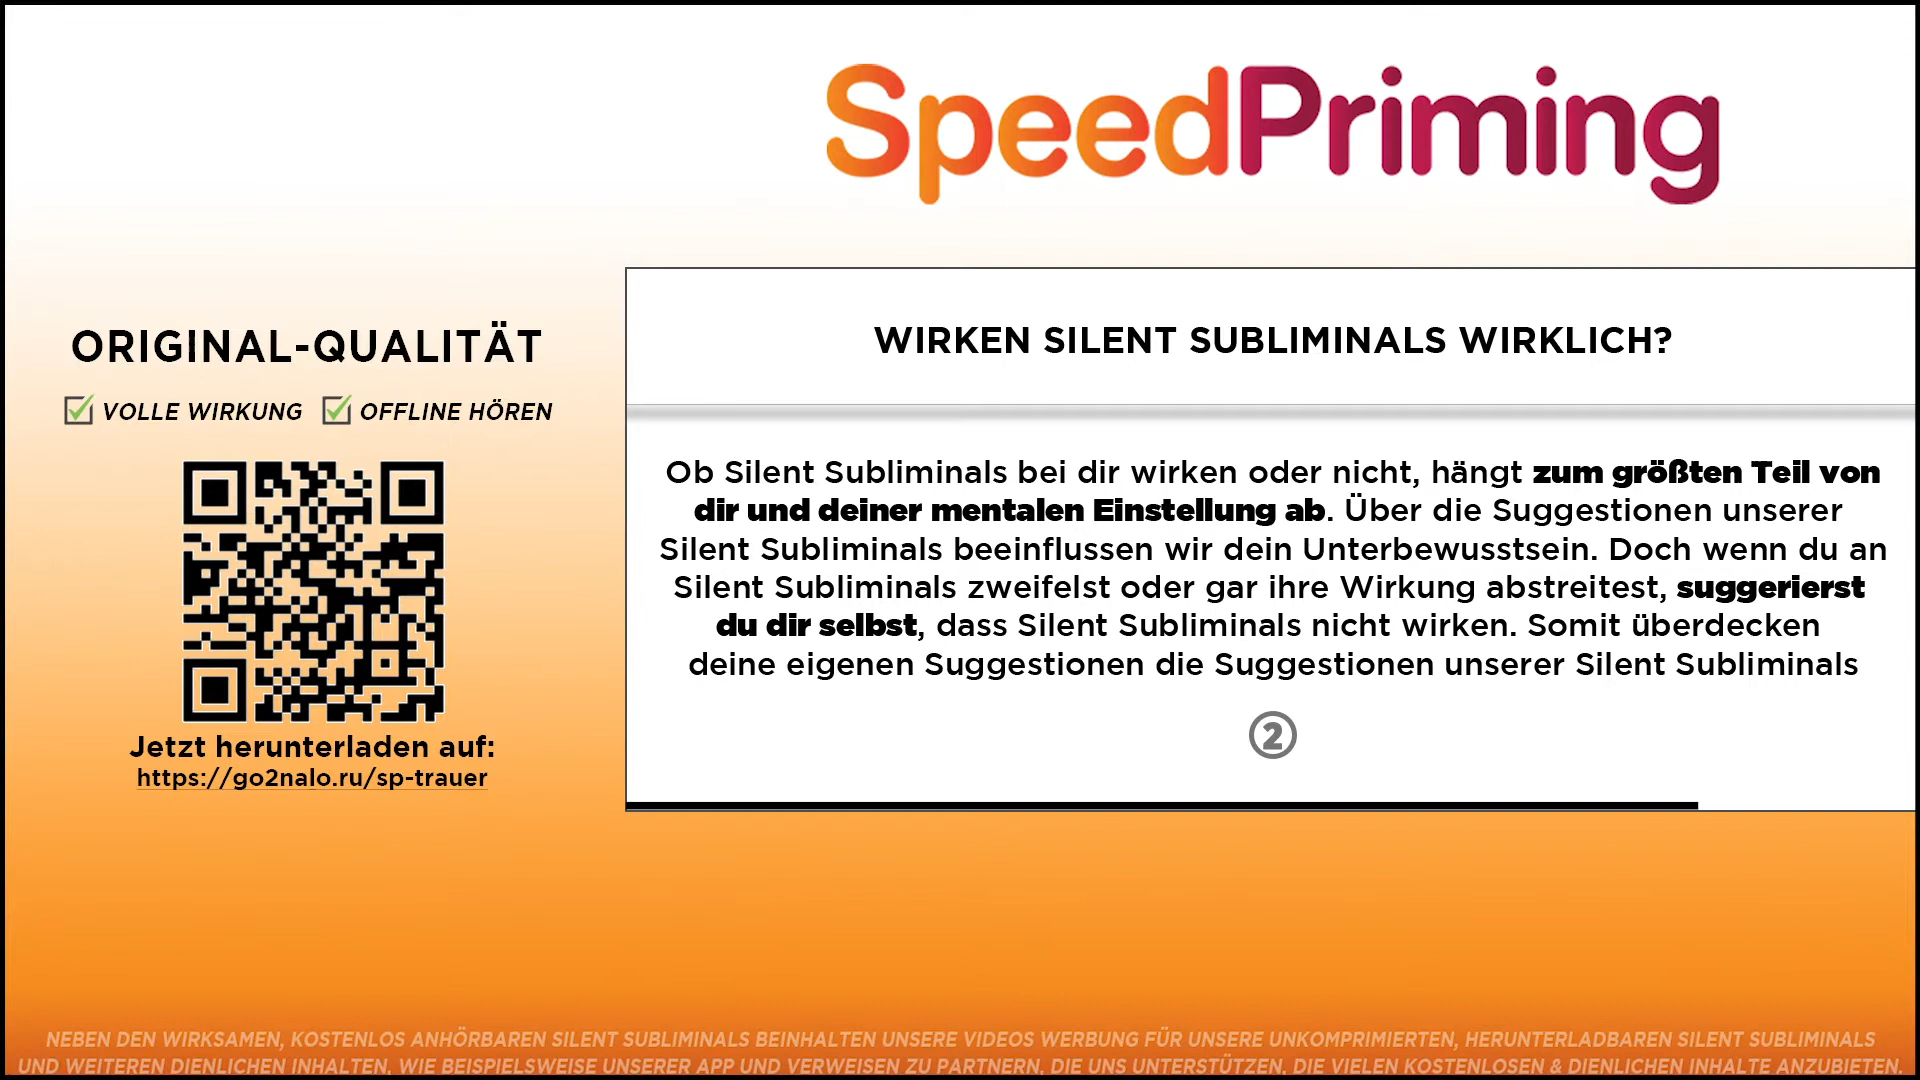 SpeedPriming
ORIGINAL-QUALITÄT
VOLLE WIRKUNG OFFLINE HÖREN
Jetzt herunterladen auf:
https://go2nalo.ru/sp-trauer
WIRKEN SILENT SUBLIMINALS WIRKLICH?
Ob Silent Subliminals bei dir wirken oder nicht, hängt zum größten Teil von
dir und deiner mentalen Einstellung ab. Über die Suggestionen unserer
Silent Subliminals beeinflussen wir dein Unterbewusstsein. Doch wenn du an
Silent Subliminals zweifelst oder gar ihre Wirkung abstreitest, suggerierst
du dir selbst, dass Silent Subliminals nicht wirken. Somit überdecken
deine eigenen Suggestionen die Suggestionen unserer Silent Subliminals
2
NEBEN DEN WIRKSAMEN, KOSTENLOS ANHÖRBAREN SILENT SUBLIMINALS BEINHALTEN UNSERE VIDEOS WERBUNG FÜR UNSERE UNKOMPRIMIERTEN, HERUNTERLADBAREN SILENT SUBLIMINALS
UND WEITEREN DIENLICHEN INHALTEN, WIE BEISPIELSWEISE UNSERER APP UND VERWEISEN ZU PARTNERN, DIE UNS UNTERSTÜTZEN, DIE VIELEN KOSTENLOSEN & DIENLICHEN INHALTE ANZUBIETEN.